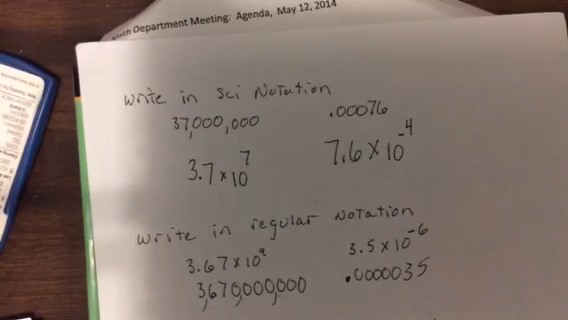 Math Department Meeting: Agenda, May 12, 2014
Write in Sci Notation
37,000,000 .00076
3.7 x 10^7 7.6 x 10^-4
Write in regular Notation
3.67 x 10^9 3.5 x 10^-6
3,670,000,000 .0000035